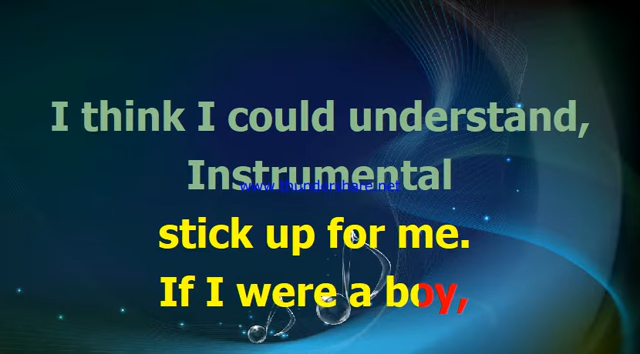 I think I could understand,
Instrumental
stick up for me.
If I were a boy,